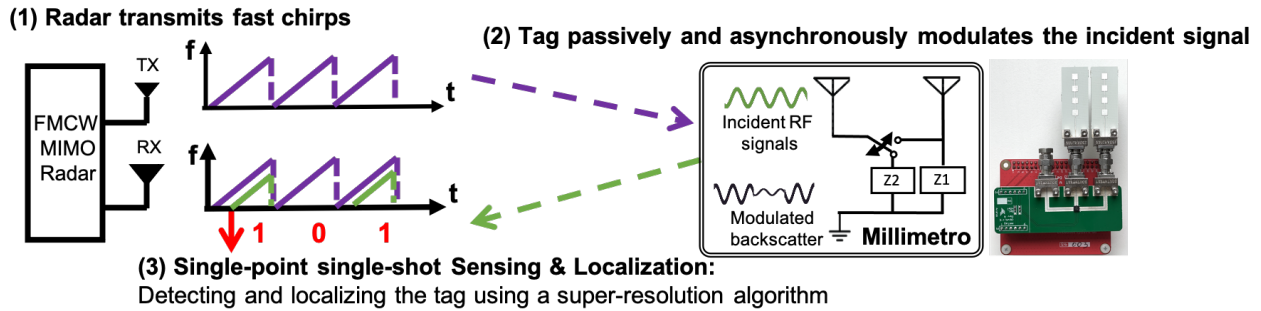 (1) Radar transmits fast chirps
(2) Tag passively and asynchronously modulates the incident signal
f
t
TX
FMCW
MIMO
Radar
RX
f
t
1 0 1
Incident RF
signals
Modulated
backscatter
Z2
Z1
Millimetro
(3) Single-point single-shot Sensing & Localization:
Detecting and localizing the tag using a super-resolution algorithm